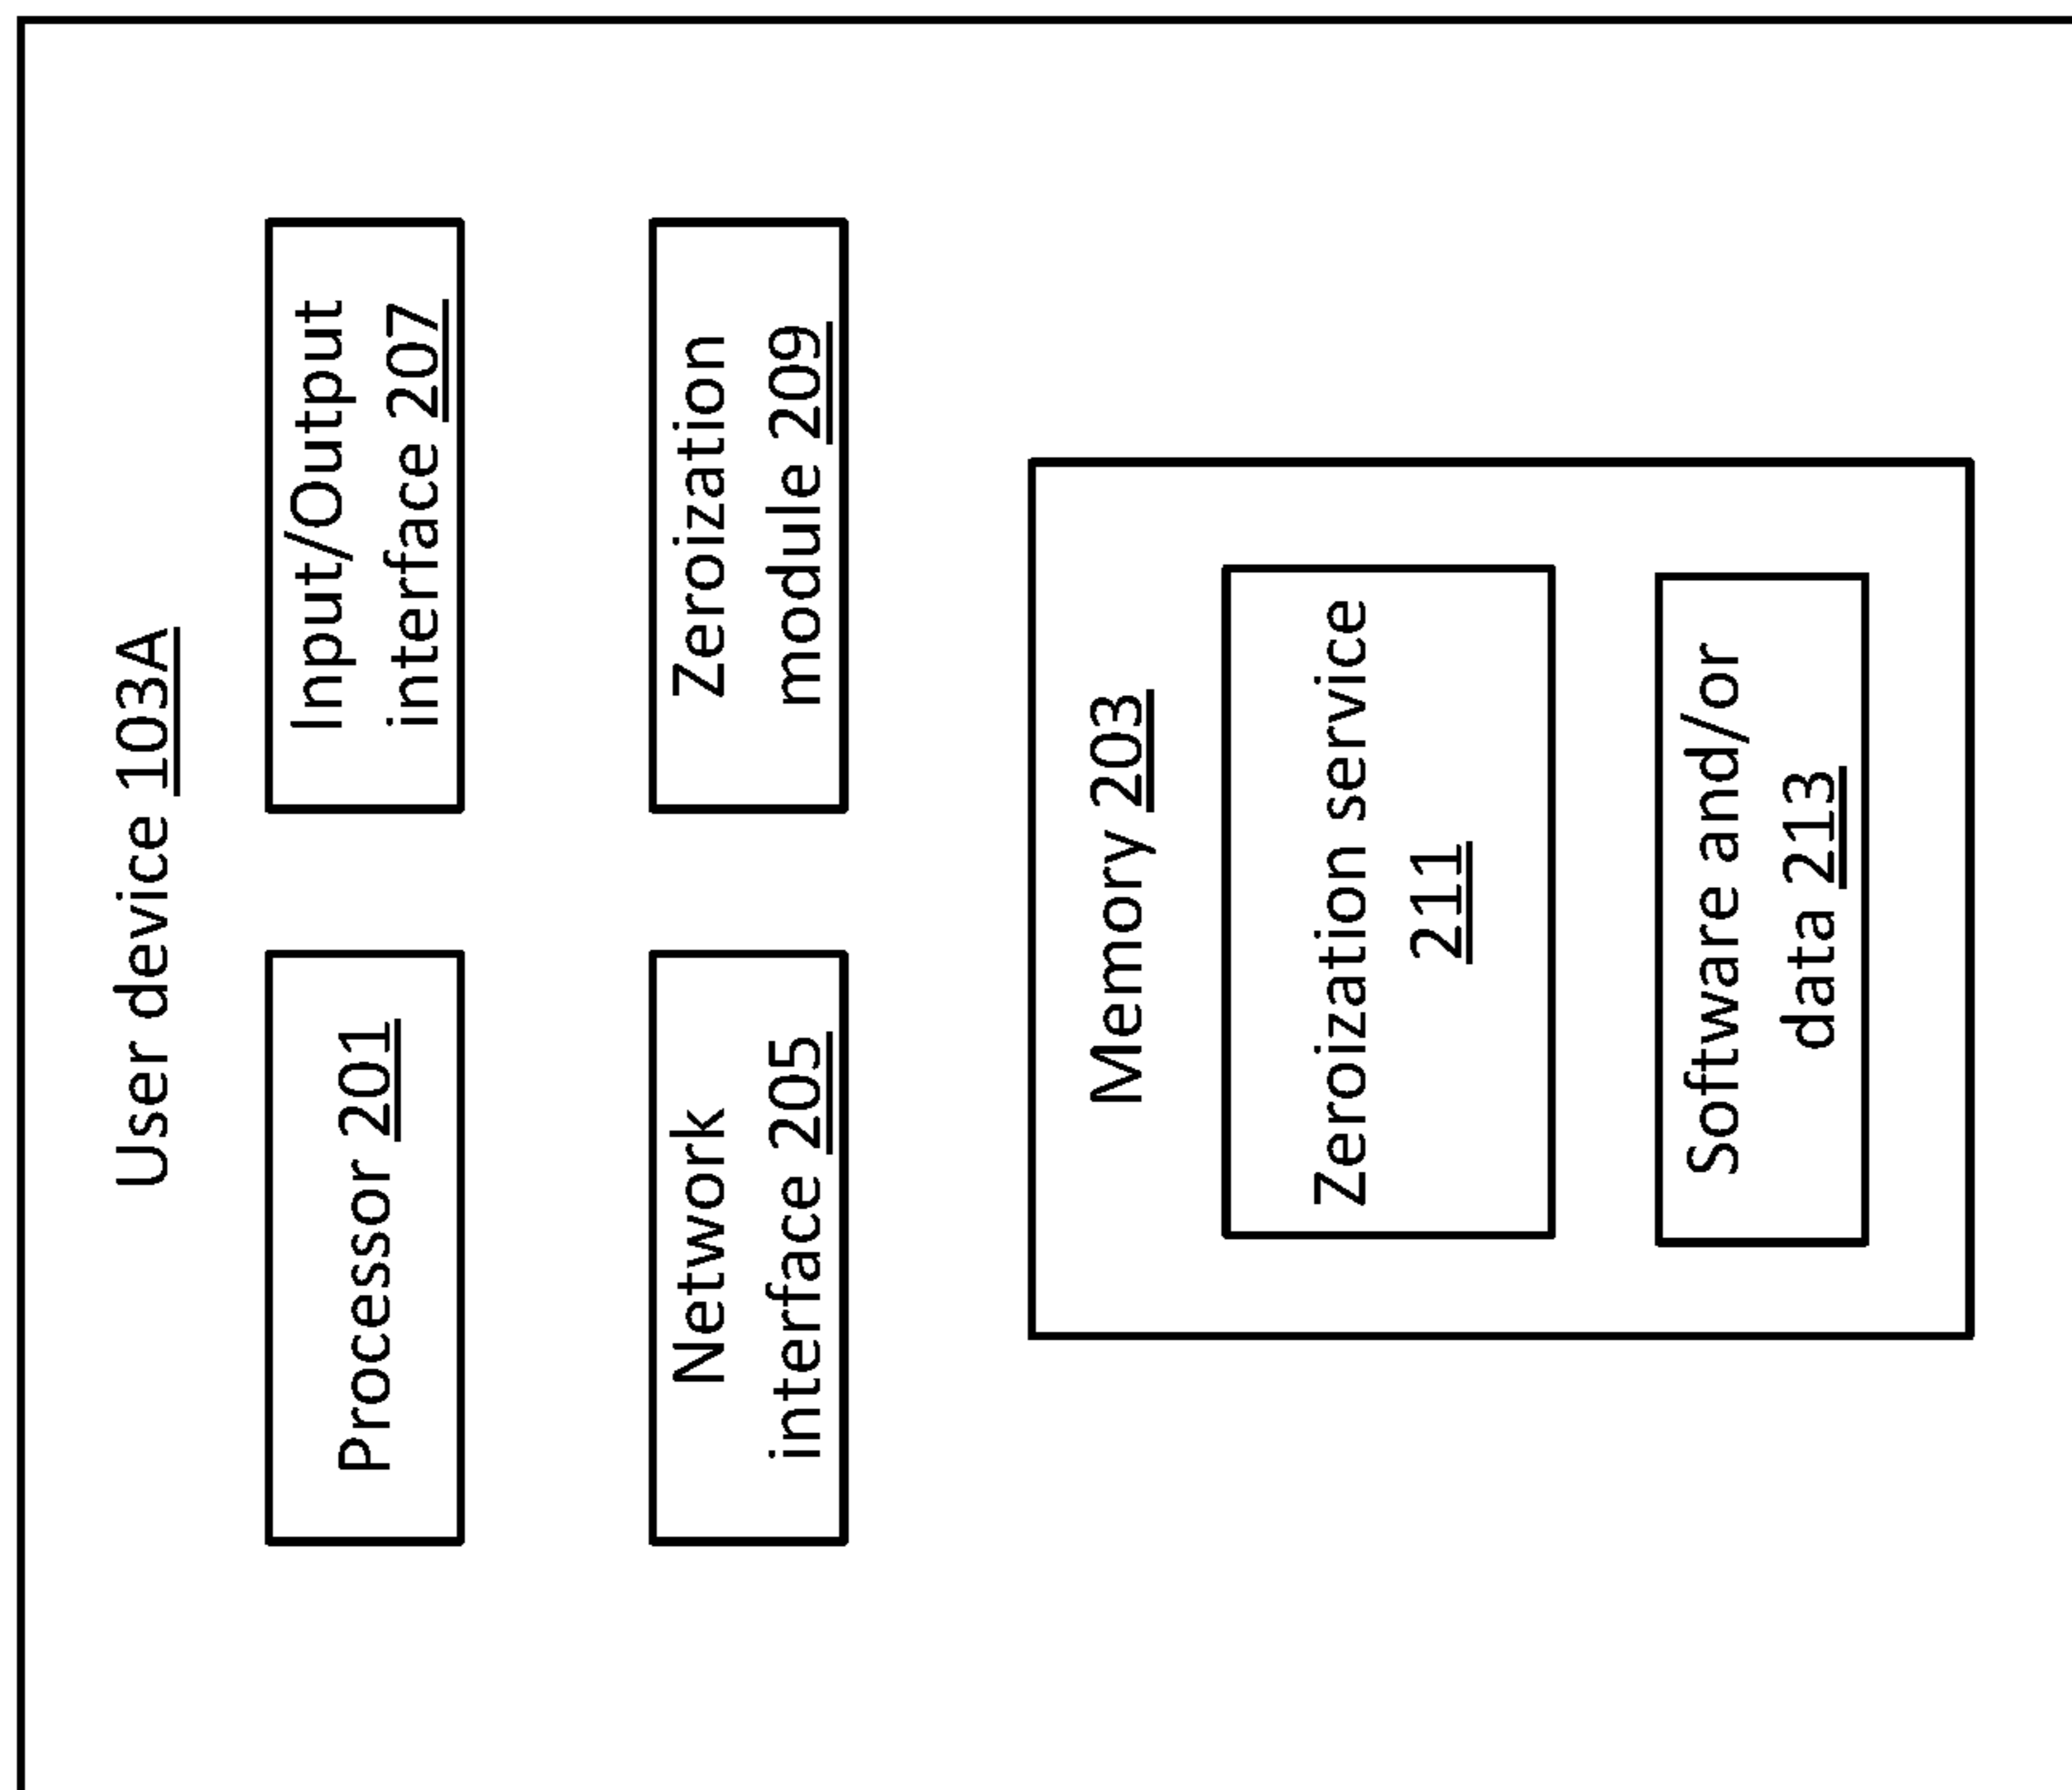 User device 103A
Processor 201
Input/Output
interface 207
Network
interface 205
Zeroization
module 209
Memory 203
Zeroization service
211
Software and/or
data 213